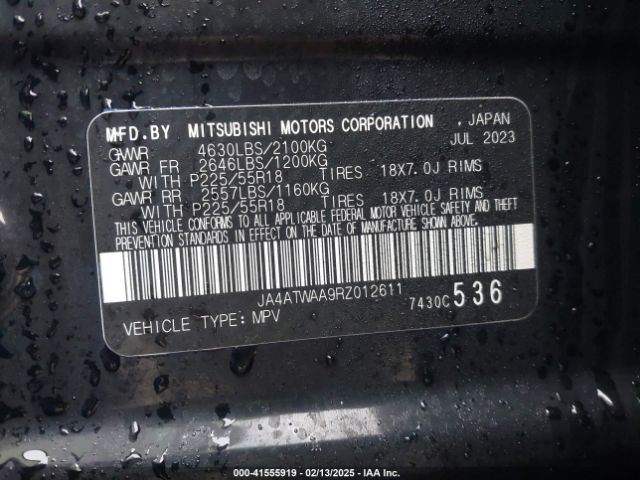 MFD.BY MITSUBISHI MOTORS CORPORATION , JAPAN
JUL 2023
GVWR 4630LBS/2100KG
GAWR FR 2646LBS/1200KG
WITH P225/55R18 TIRES 18X7.0J RIMS
GAWR RR 2557LBS/1160KG
WITH P225/55R18 TIRES 18X7.0J RIMS
THIS VEHICLE CONFORMS TO ALL APPLICABLE FEDERAL MOTOR VEHICLE SAFETY AND THEFT
PREVENTION STANDARDS IN EFFECT ON THE DATE OF MANUFACTURE SHOWN ABOVE.
JA4ATWAA9RZ012611
7430C 536
VEHICLE TYPE: MPV
000-41555919 - 02/13/2025 - IAA Inc.